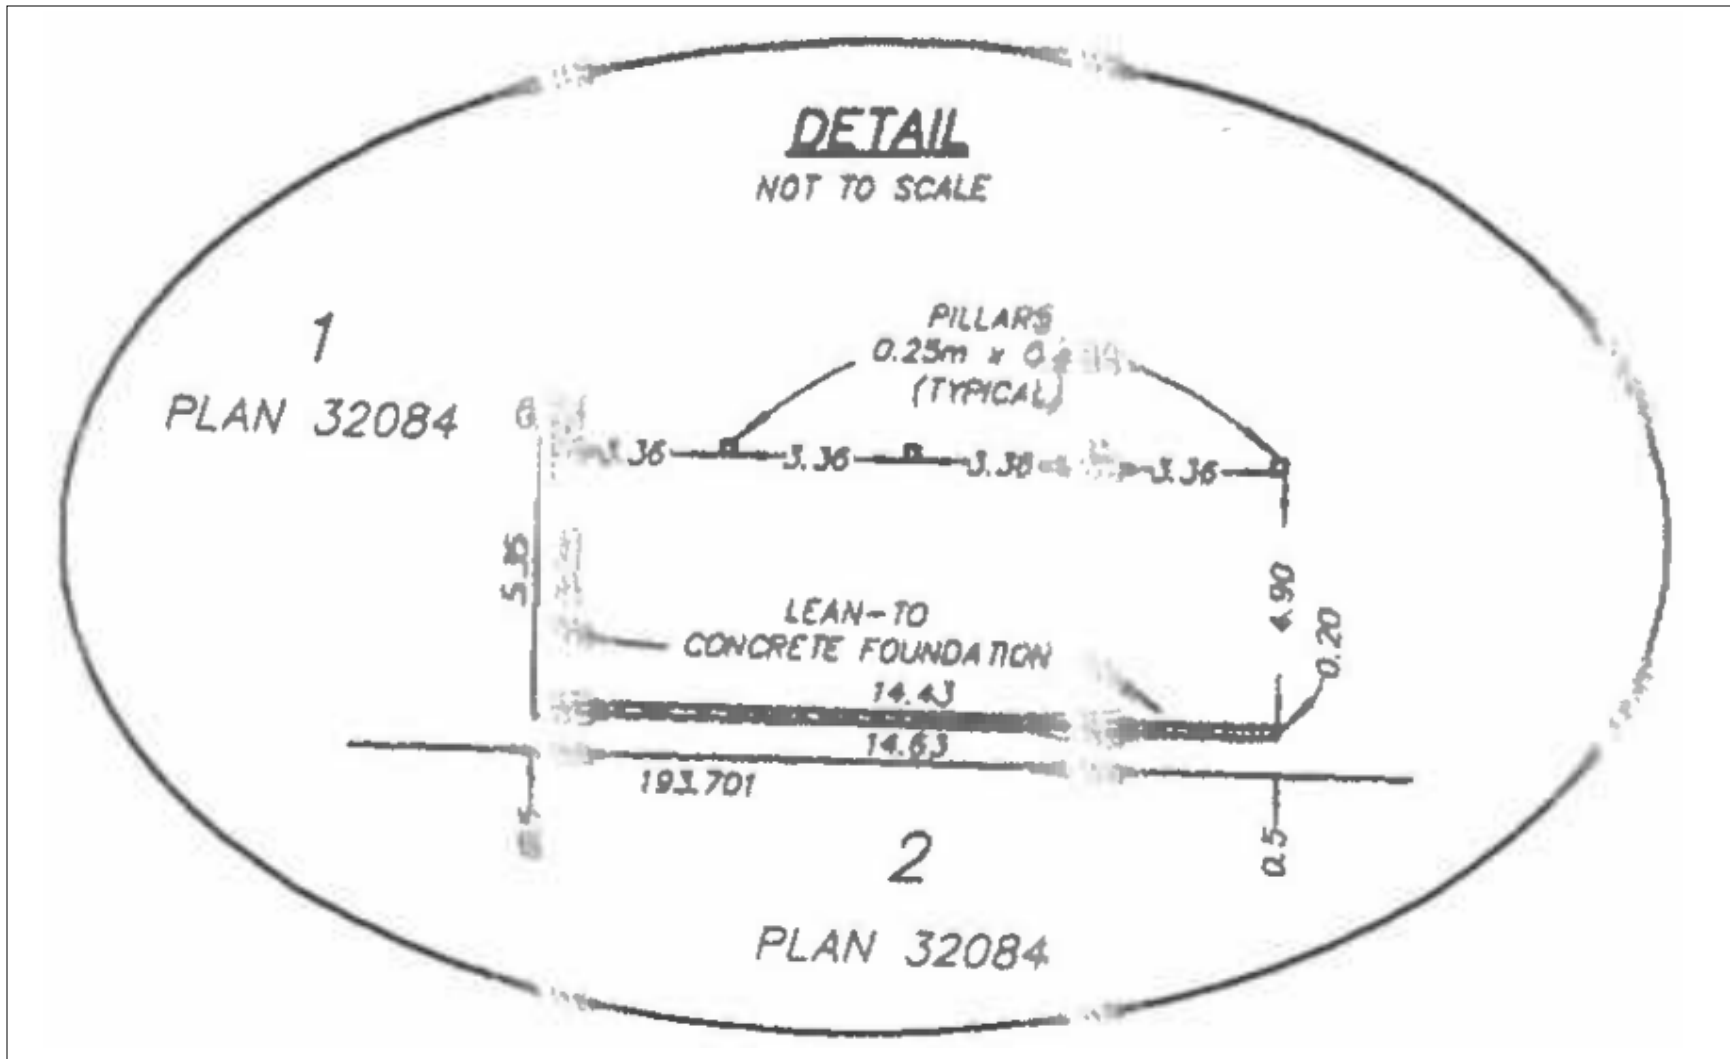 DETAIL
NOT TO SCALE
1
PLAN 32084
PILLARS
0.25m x
(TYPICAL)
3.36 3.36 3.36 3.36
4.90
0.20
LEAN-TO
CONCRETE FOUNDATION
14.43
14.63
193.701
0.5
2
PLAN 32084